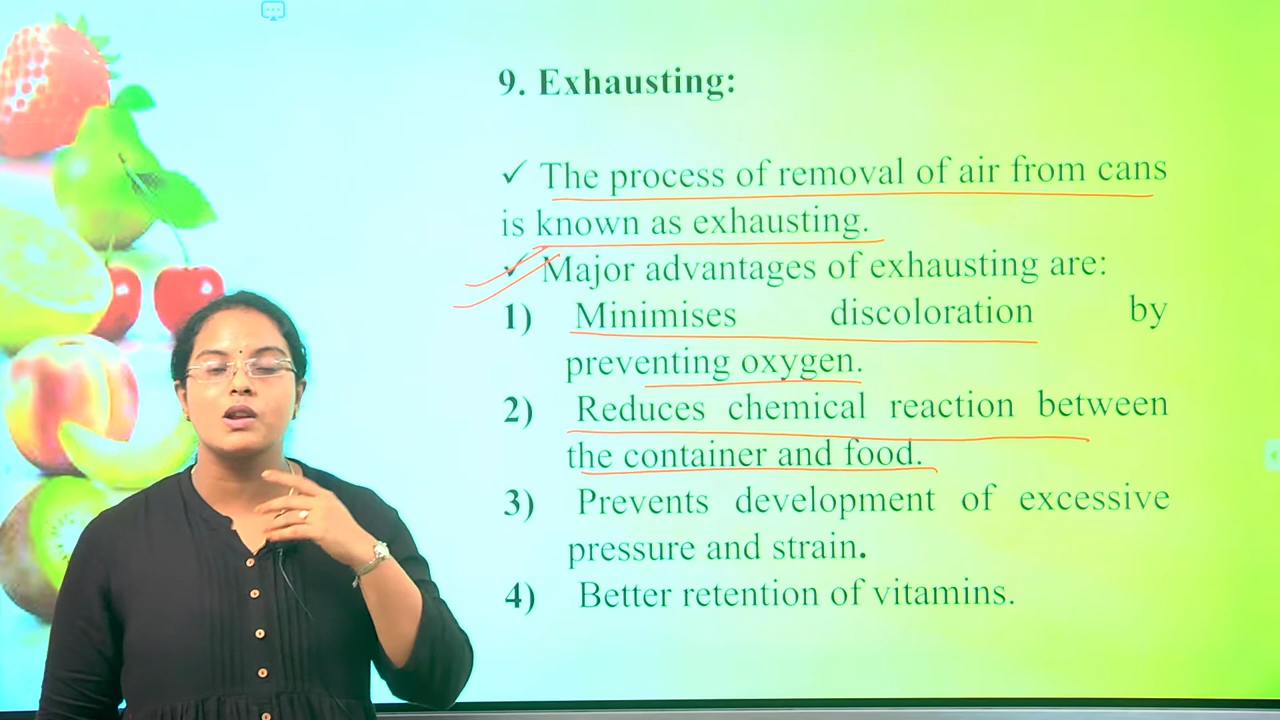 9. Exhausting:
✓ The process of removal of air from cans
is known as exhausting.
✓ Major advantages of exhausting are:
1) Minimises discoloration by
preventing oxygen.
2) Reduces chemical reaction between
the container and food.
3) Prevents development of excessive
pressure and strain.
4) Better retention of vitamins.